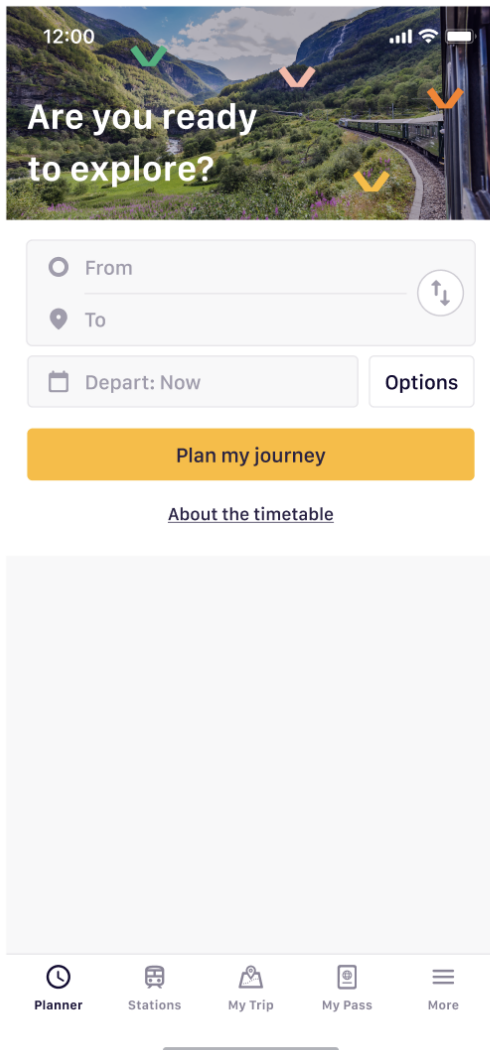 12:00
Are you ready
to explore?
From
To
Depart: Now
Options
Plan my journey
About the timetable
Planner
Stations
My Trip
My Pass
More